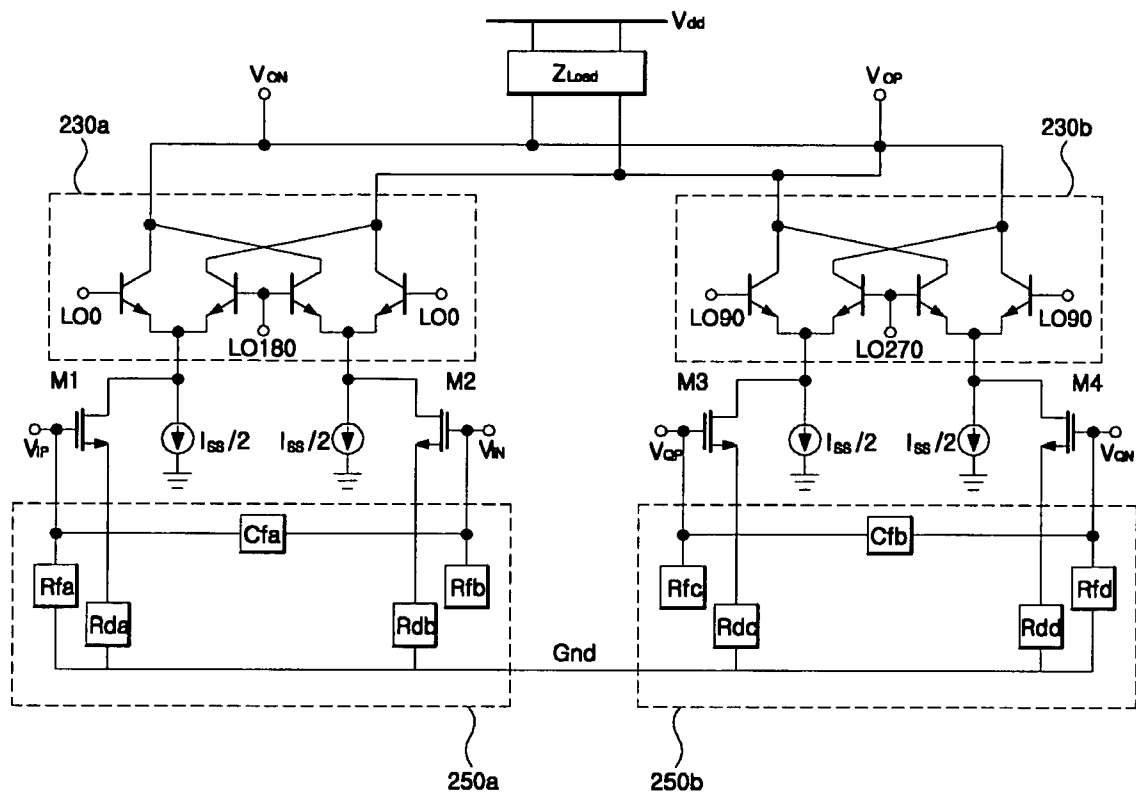 Vdd
ZLoad
VON
VOP
230a
230b
LO0
LO180
LO0
LO90
LO270
LO90
M1
M2
M3
M4
VIP
ISS/2
ISS/2
VIN
VQP
ISS/2
ISS/2
VQN
Cfa
Cfb
Rfa
Rfb
Rfc
Rfd
Rda
Rdb
Rdc
Rdd
Gnd
250a
250b